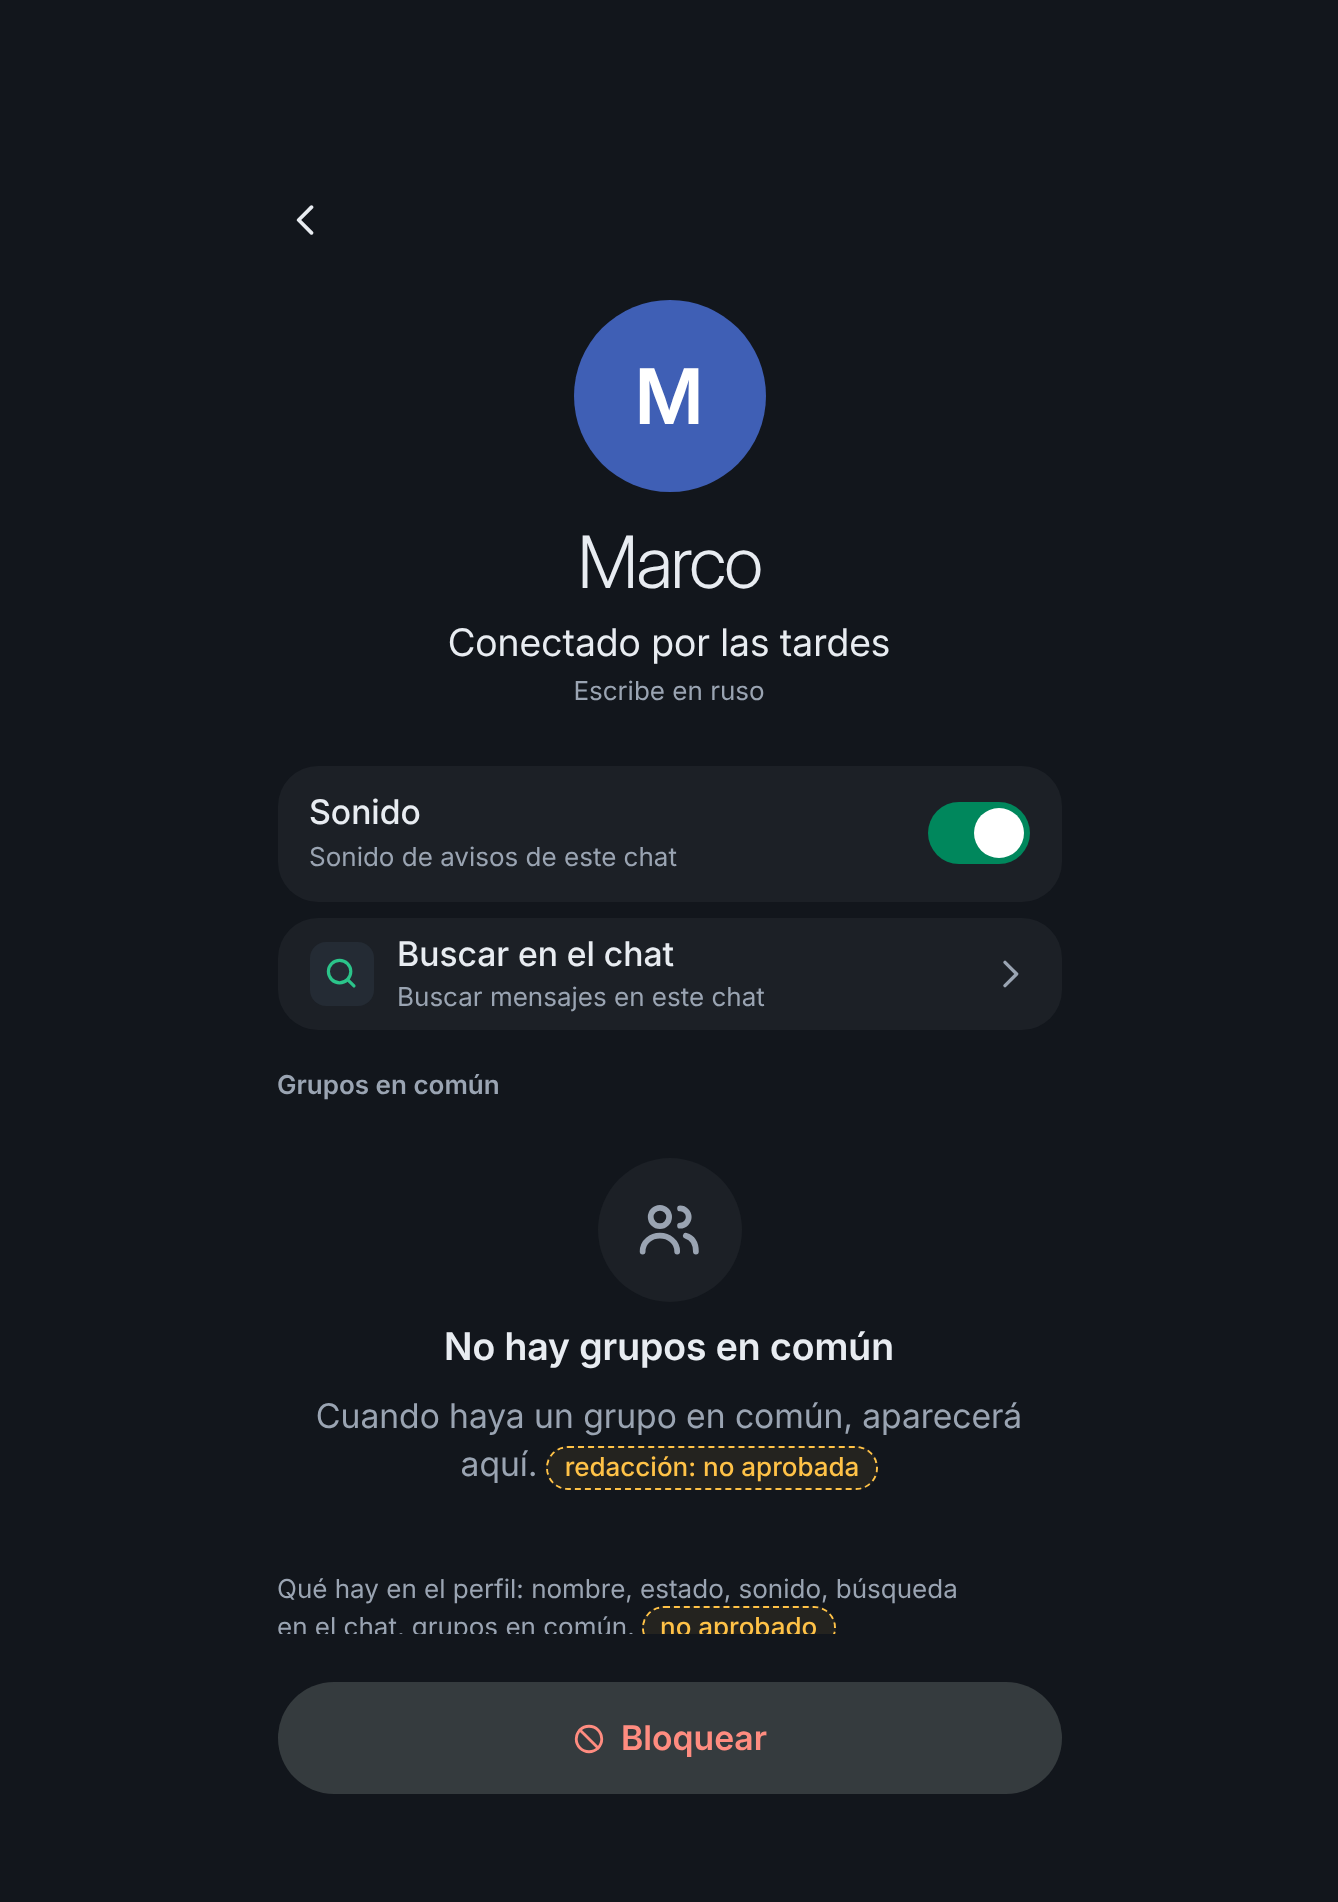 M
Marco
Conectado por las tardes
Escribe en ruso
Sonido
Sonido de avisos de este chat
Buscar en el chat
Buscar mensajes en este chat
Grupos en común
No hay grupos en común
Cuando haya un grupo en común, aparecerá
aquí. redacción: no aprobada
Qué hay en el perfil: nombre, estado, sonido, búsqueda
en el chat, grupos en común. no aprobado
Bloquear